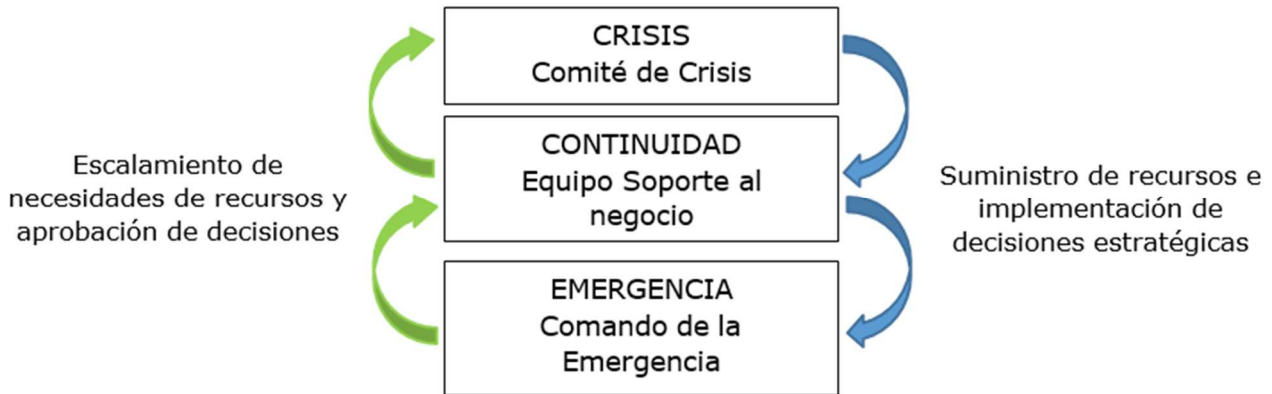 CRISIS
Comité de Crisis
CONTINUIDAD
Equipo Soporte al
negocio
EMERGENCIA
Comando de la
Emergencia
Escalamiento de
necesidades de recursos y
aprobación de decisiones
Suministro de recursos e
implementación de
decisiones estratégicas